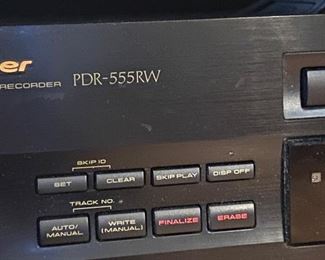 er
RECORDER PDR-555RW
SKIP ID
SET CLEAR SKIP PLAY DISP OFF
TRACK NO.
AUTO/ MANUAL WRITE (MANUAL) FINALIZE ERASE